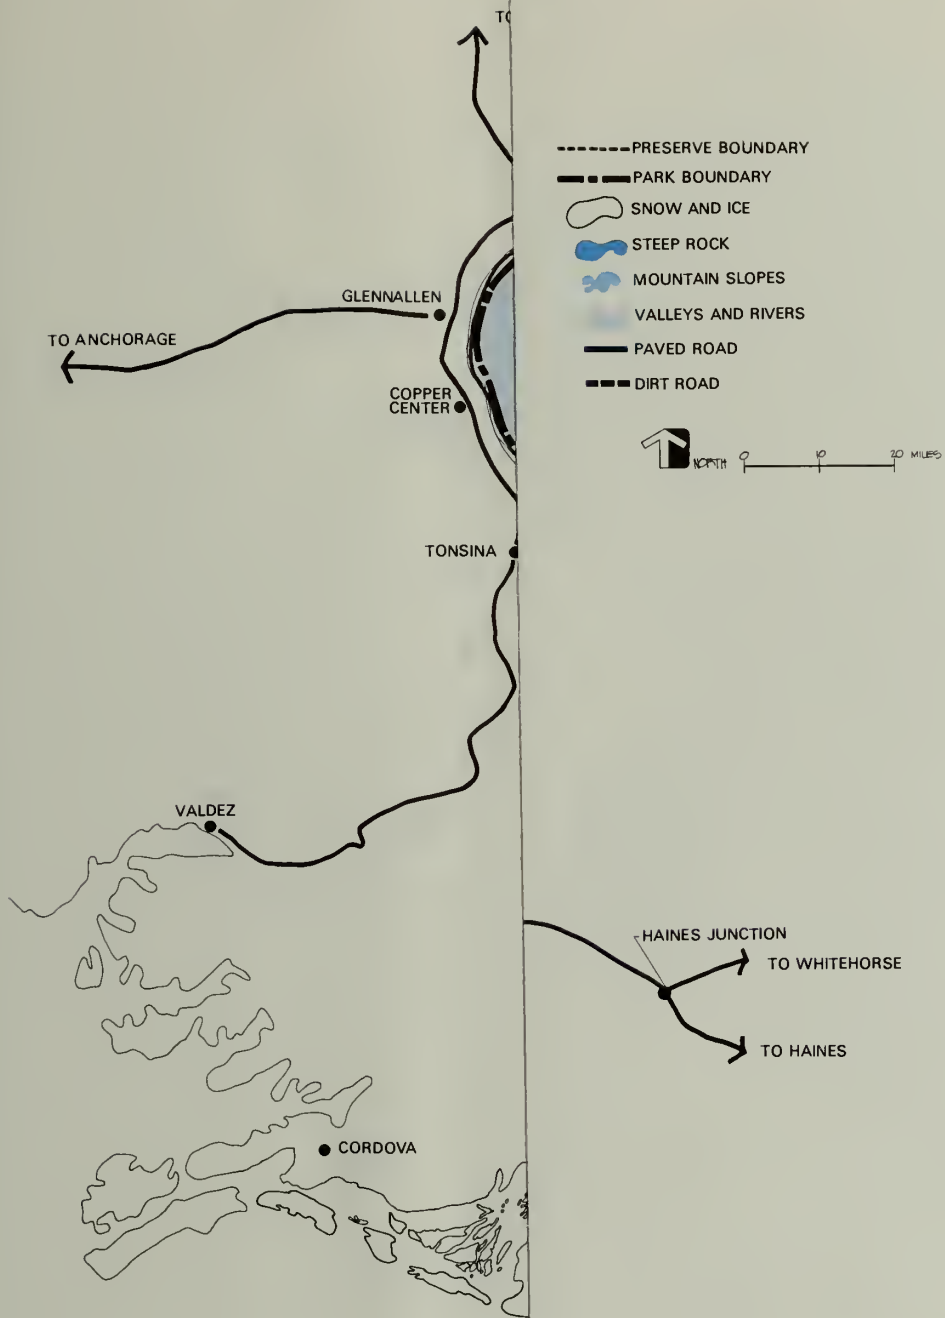 TO
PRESERVE BOUNDARY
PARK BOUNDARY
SNOW AND ICE
STEEP ROCK
MOUNTAIN SLOPES
VALLEYS AND RIVERS
PAVED ROAD
DIRT ROAD
NORTH 0 10 20 MILES
GLENNALLEN
TO ANCHORAGE
COPPER
CENTER
TONSINA
VALDEZ
HAINES JUNCTION
TO WHITEHORSE
TO HAINES
CORDOVA